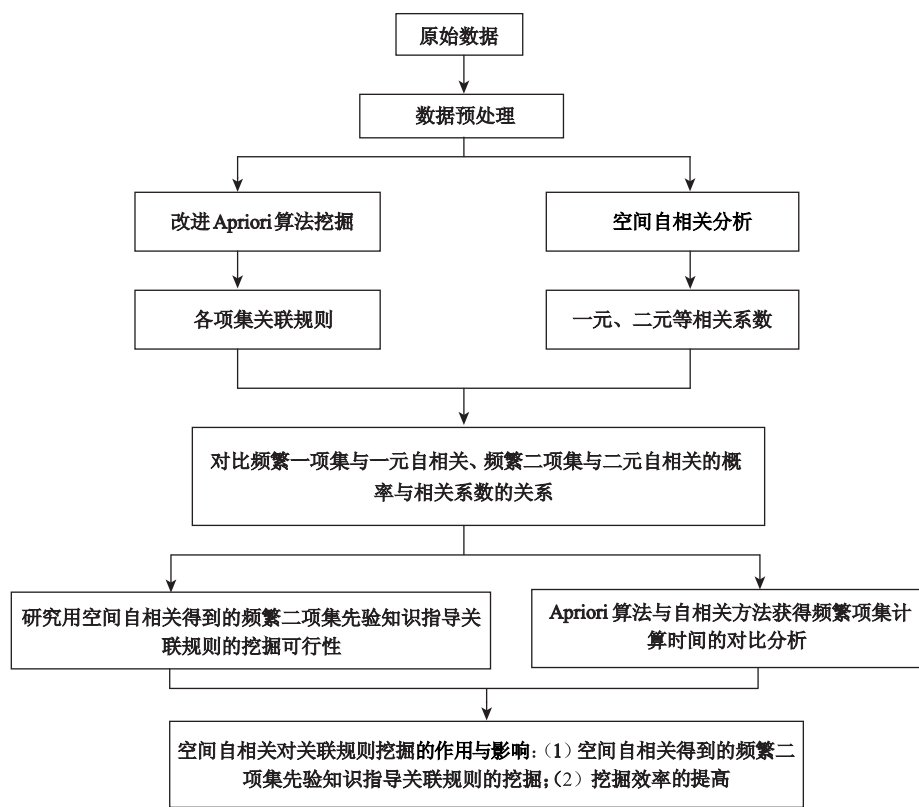 原始数据
数据预处理
改进Apriori算法挖掘
空间自相关分析
各项集关联规则
一元、二元等相关系数
对比频繁一项集与一元自相关、频繁二项集与二元自相关的概
率与相关系数的关系
研究用空间自相关得到的频繁二项集先验知识指导关
联规则的挖掘可行性
Apriori 算法与自相关方法获得频繁项集计
算时间的对比分析
空间自相关对关联规则挖掘的作用与影响:(1)空间自相关得到的频繁二
项集先验知识指导关联规则的挖掘;(2)挖掘效率的提高